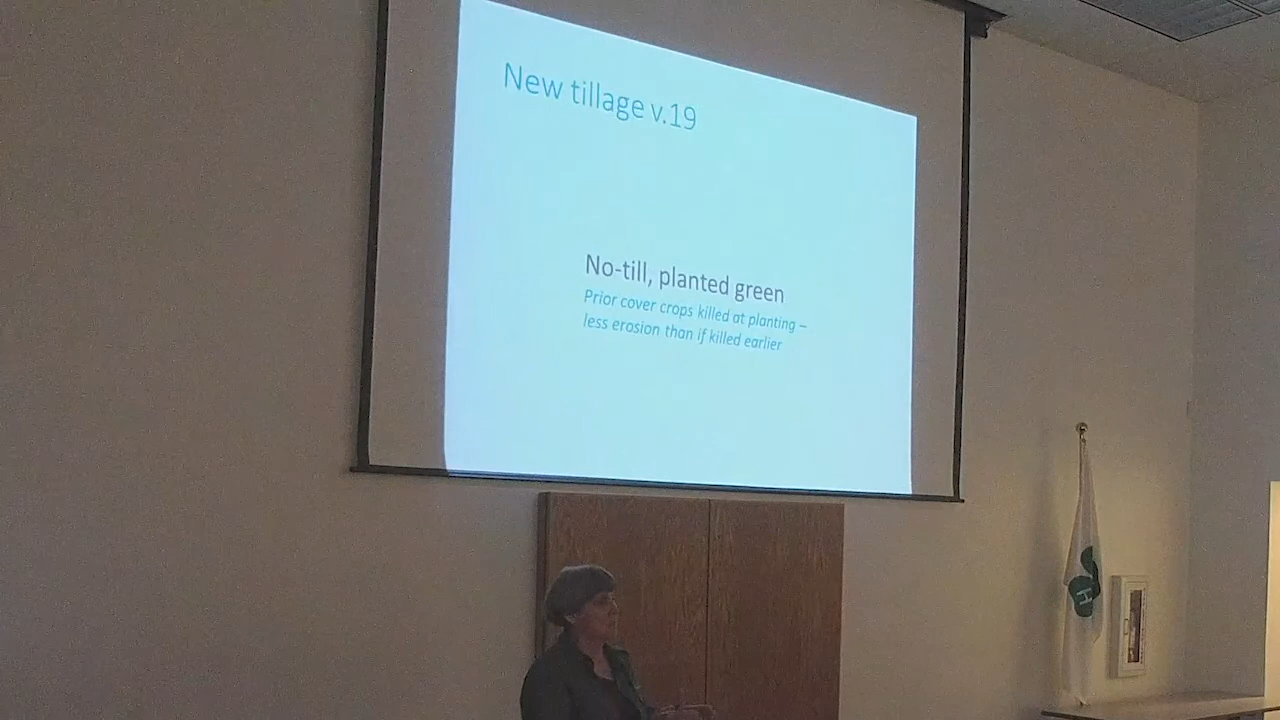 New tillage v.19
No-till, planted green
Prior cover crops killed at planting –
less erosion than if killed earlier
H